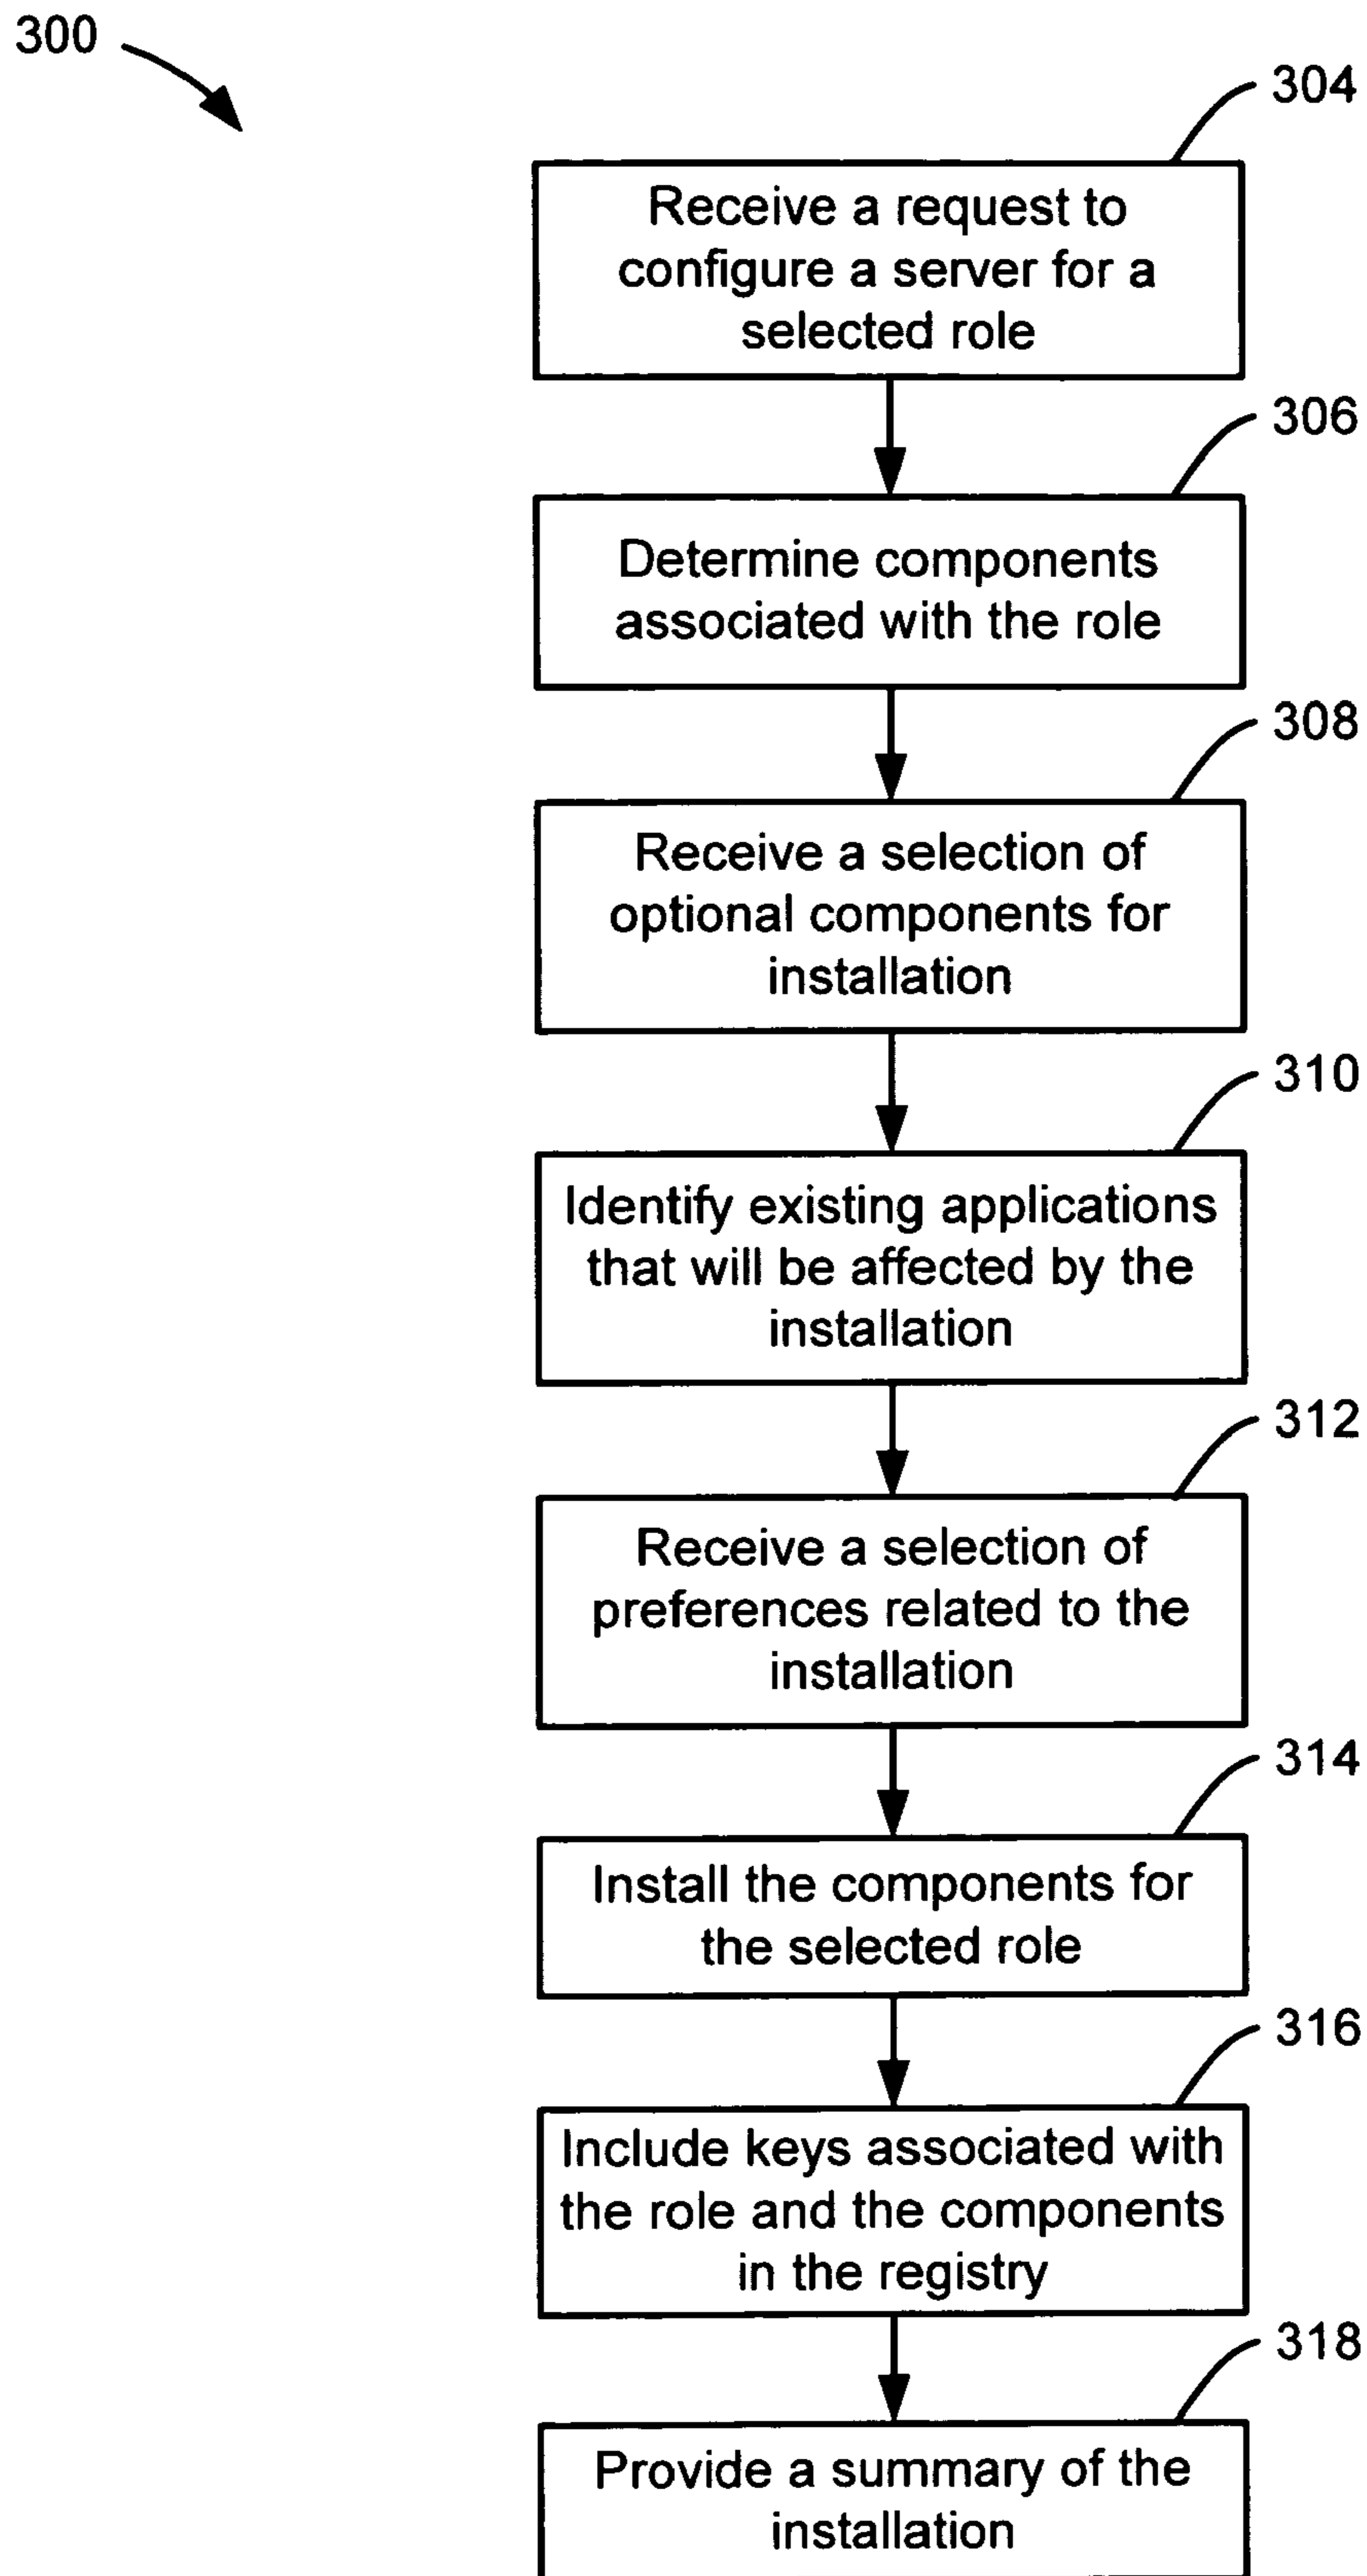 300
304
Receive a request to
configure a server for a
selected role
306
Determine components
associated with the role
308
Receive a selection of
optional components for
installation
310
Identify existing applications
that will be affected by the
installation
312
Receive a selection of
preferences related to the
installation
314
Install the components for
the selected role
316
Include keys associated with
the role and the components
in the registry
318
Provide a summary of the
installation